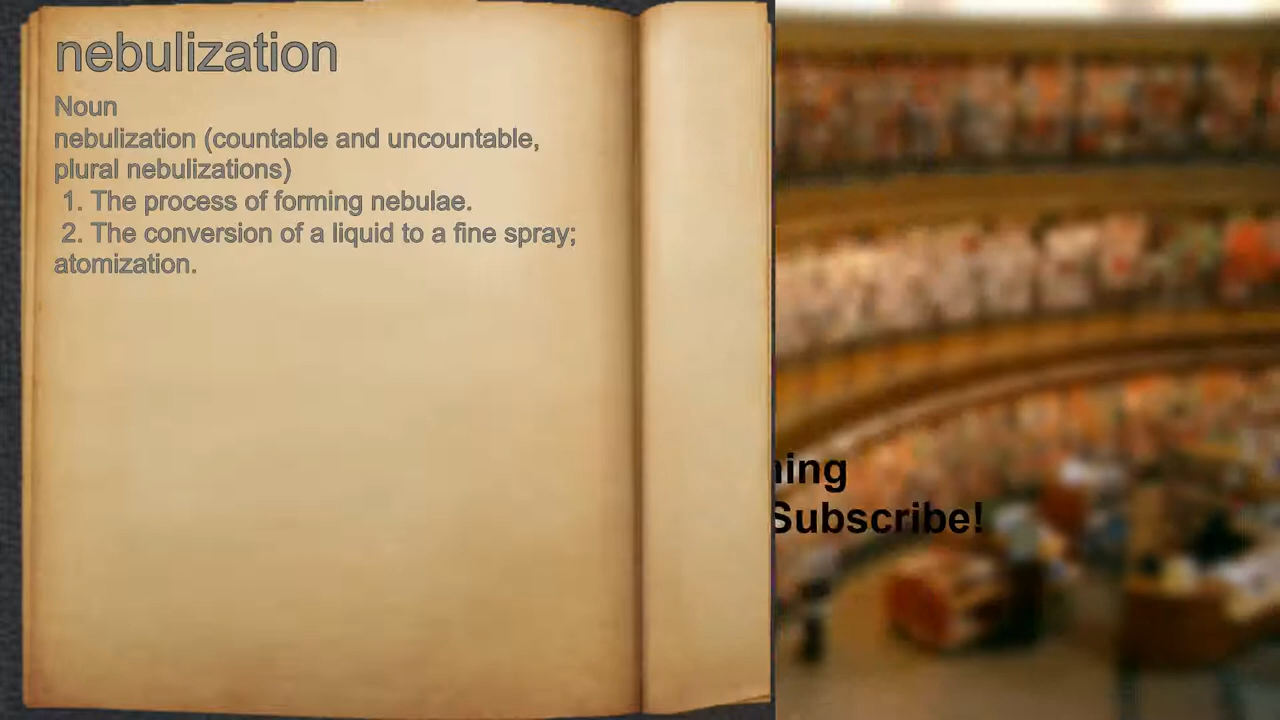 nebulization
Noun
nebulization (countable and uncountable,
plural nebulizations)
1. The process of forming nebulae.
2. The conversion of a liquid to a fine spray;
atomization.
Subscribe!